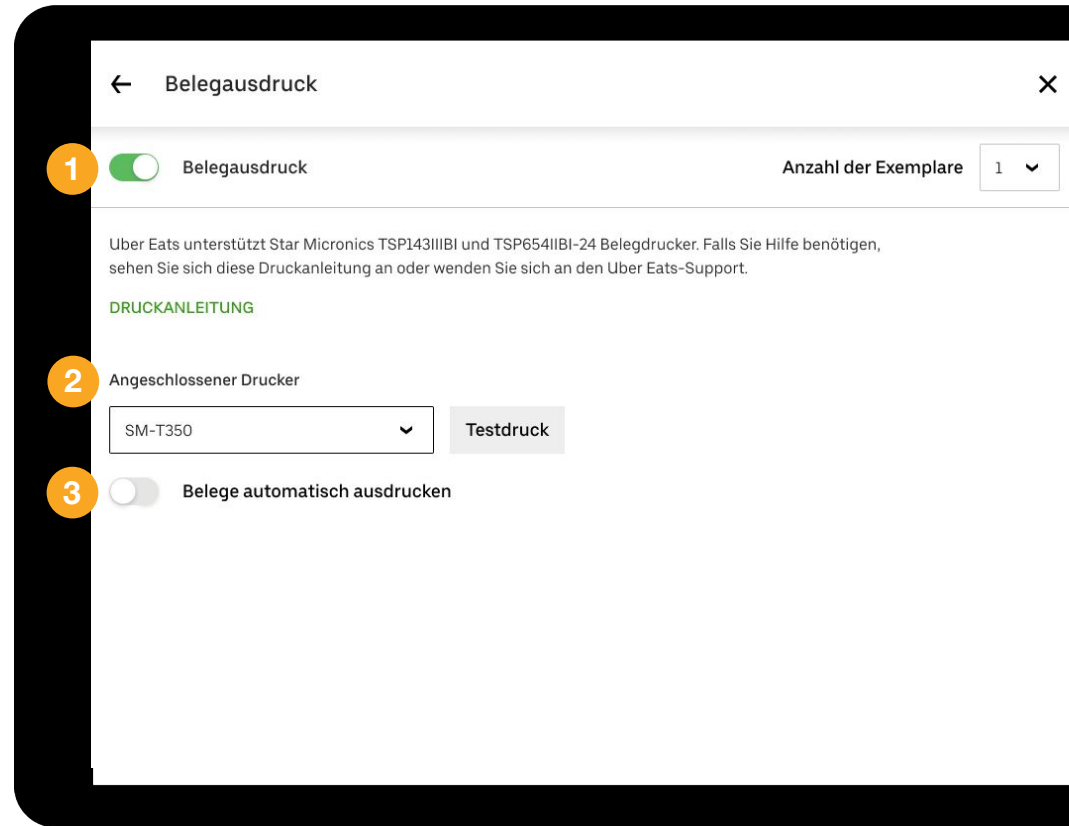 Belegausdruck
1
Belegausdruck
Anzahl der Exemplare
1
Uber Eats unterstützt Star Micronics TSP143IIIBI und TSP654IIBI-24 Belegdrucker. Falls Sie Hilfe benötigen,
sehen Sie sich diese Druckanleitung an oder wenden Sie sich an den Uber Eats-Support.
DRUCKANLEITUNG
2
Angeschlossener Drucker
SM-T350
Testdruck
3
Belege automatisch ausdrucken